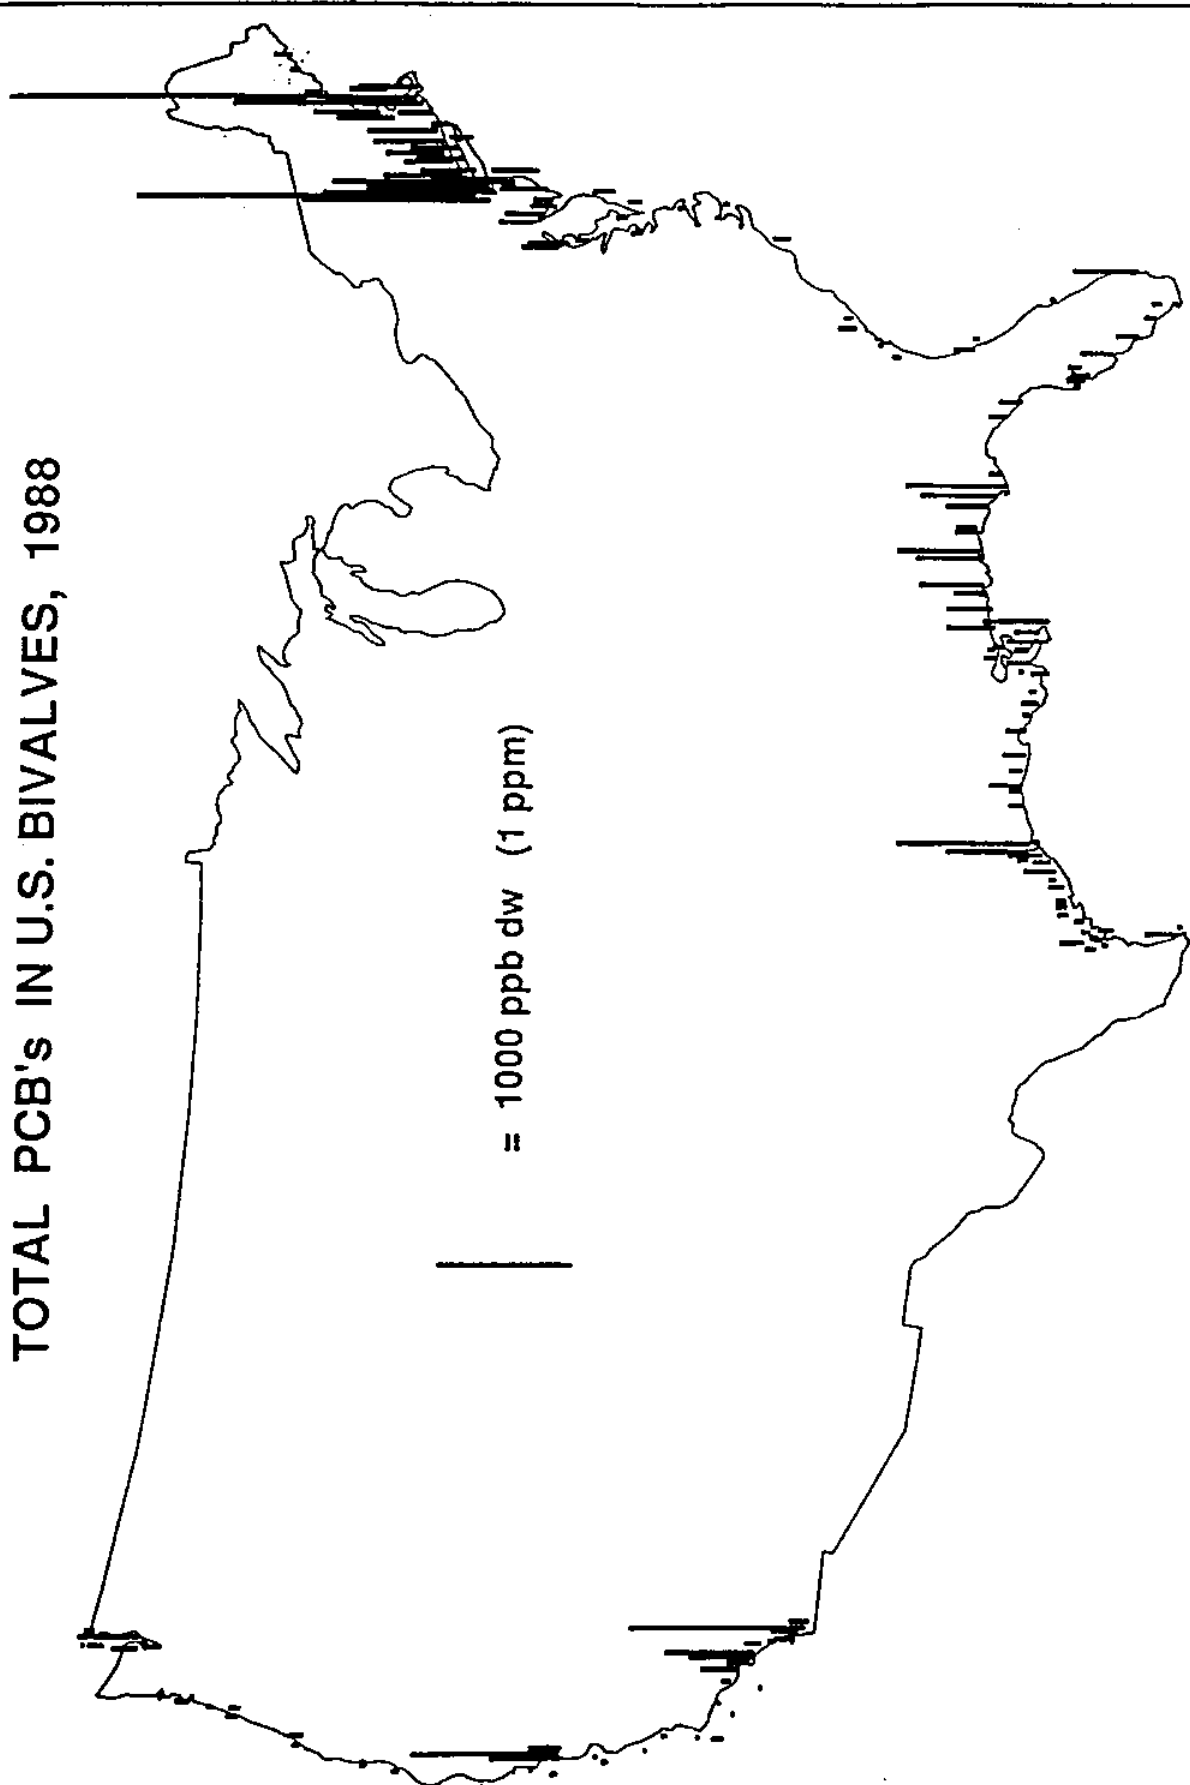 TOTAL PCB's IN U.S. BIVALVES, 1988
= 1000 ppb dw (1 ppm)